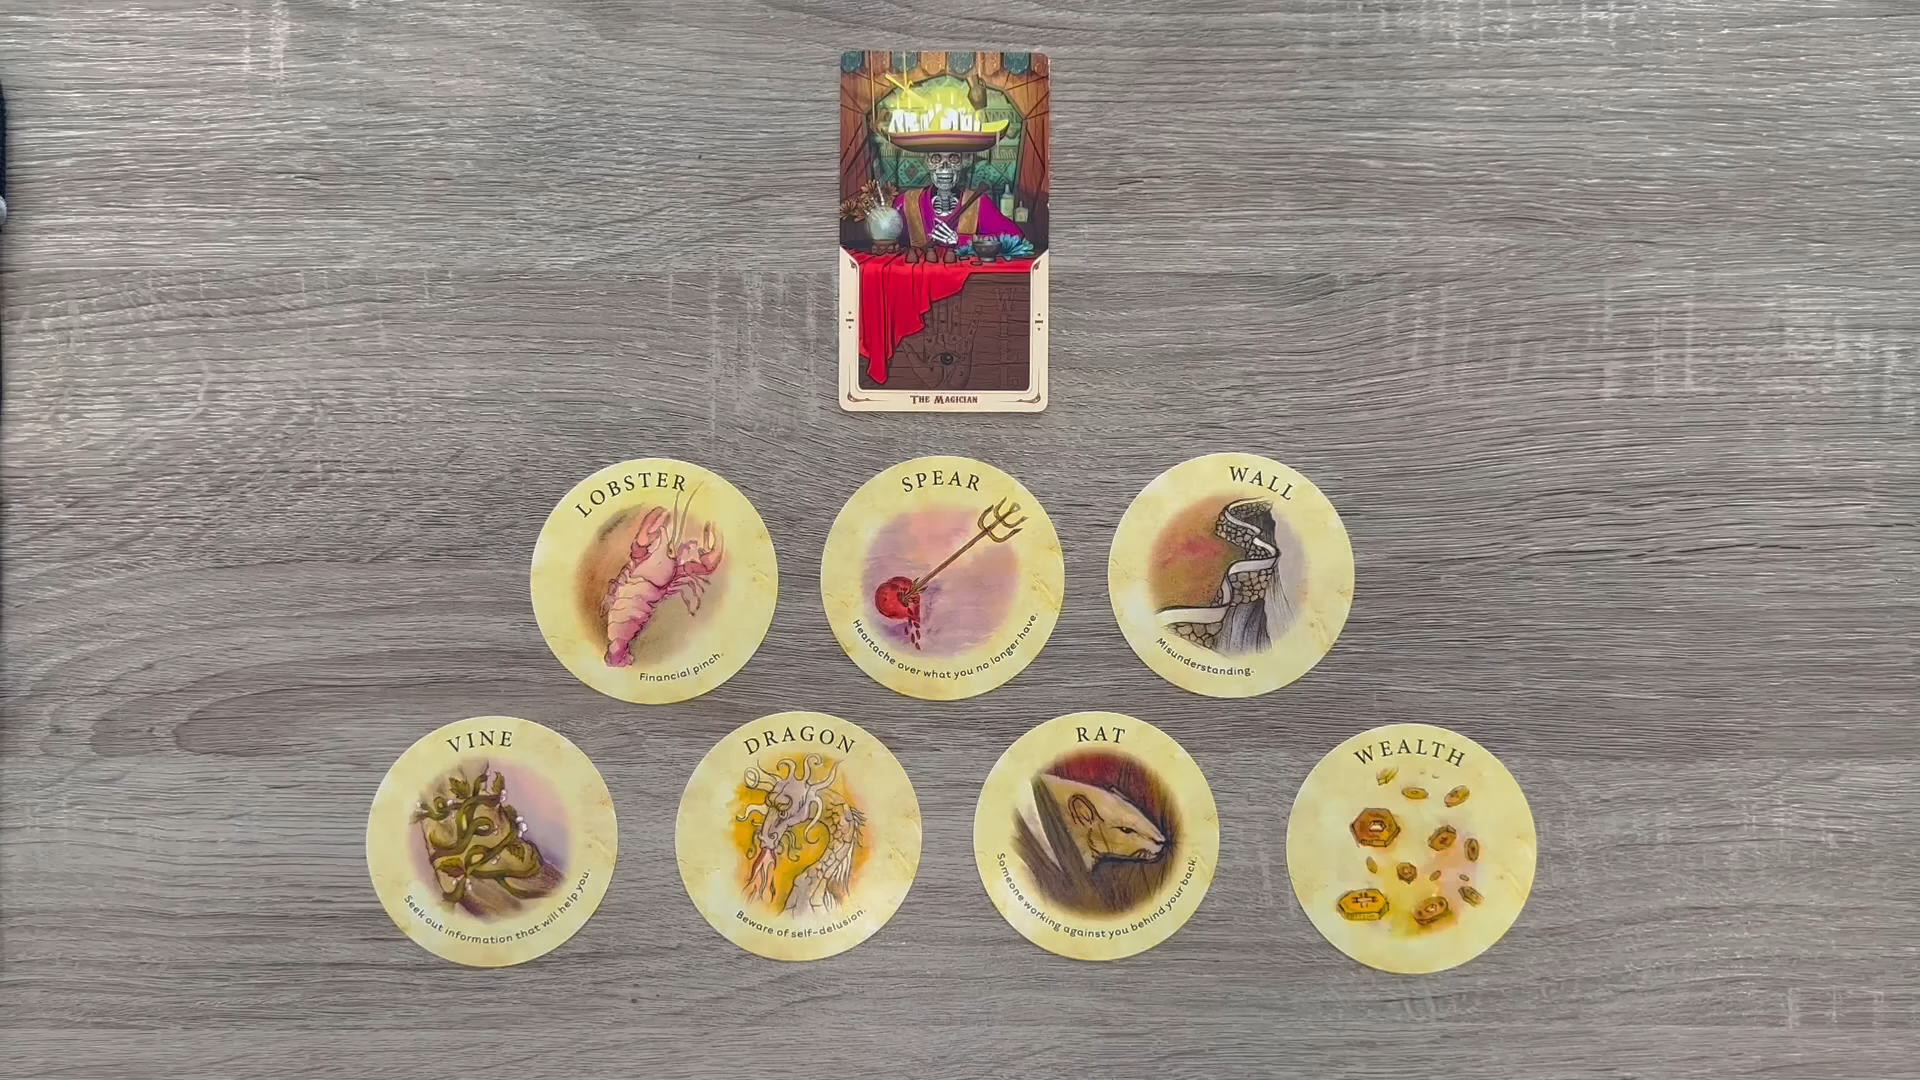 I
I
THE MAGICIAN
LOBSTER
Financial pinch.
SPEAR
Heartache over what you no longer have.
WALL
Misunderstanding.
VINE
Seek out information that will help you.
DRAGON
Beware of self-delusion.
RAT
Someone working against you behind your back.
WEALTH